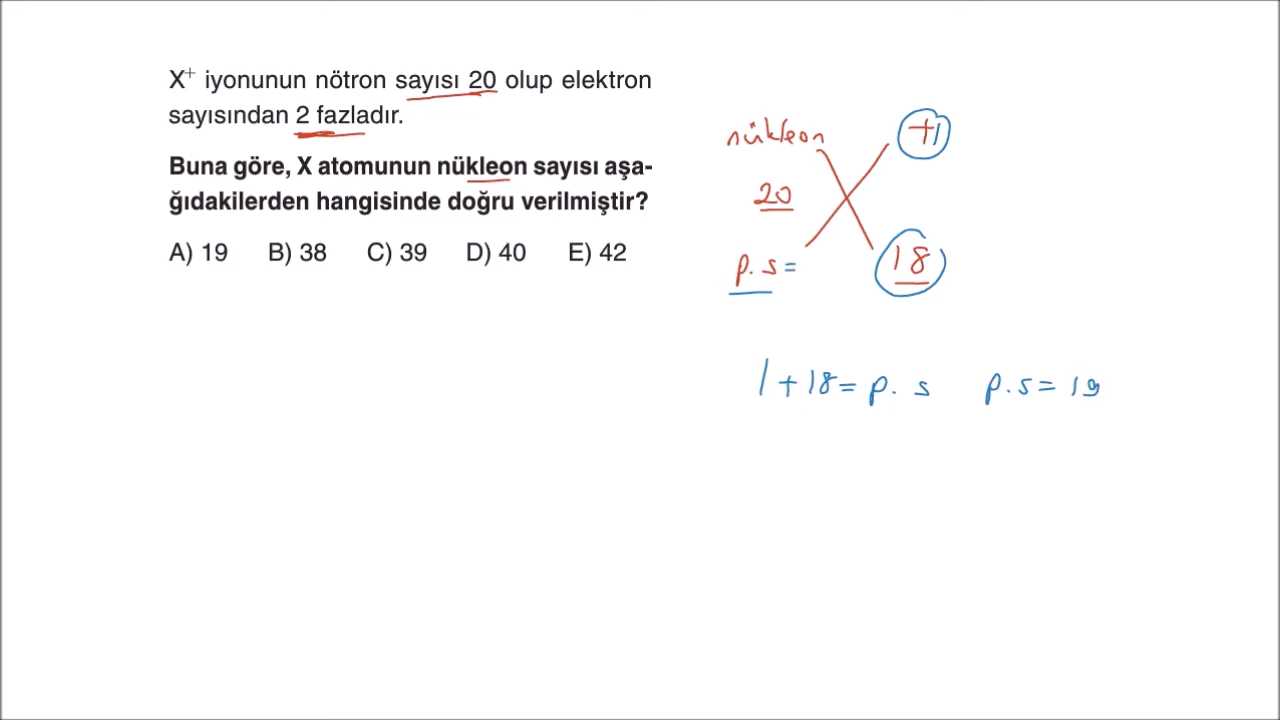 X⁺ iyonunun nötron sayısı 20 olup elektron
sayısından 2 fazladır.
Buna göre, X atomunun nükleon sayısı aşa-
ğıdakilerden hangisinde doğru verilmiştir?
A) 19 B) 38 C) 39 D) 40 E) 42
nükleon +1
20
p.s= 18
1+18=p.s p.s=19